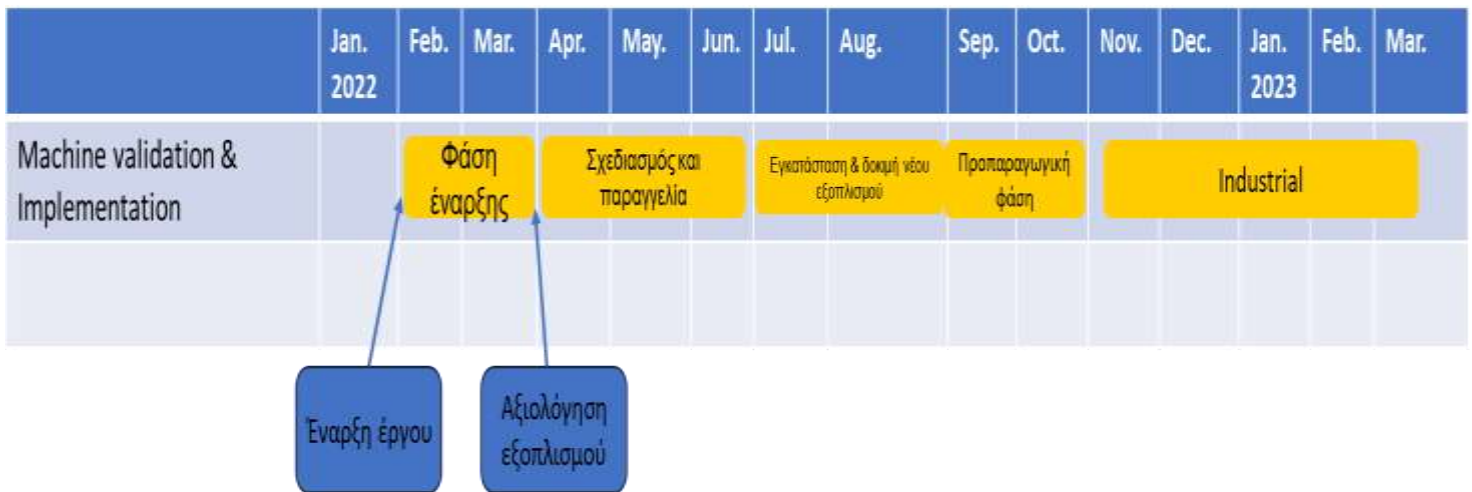 Jan. Feb. Mar. Apr. May. Jun. Jul. Aug. Sep. Oct. Nov. Dec. Jan. Feb. Mar.
2022 2023
Machine validation &
Implementation
Φάση
έναρξης
Σχεδιασμός και
παραγγελία
Εγκατάσταση & δοκιμή νέου
εξοπλισμού
Προπαραγωγική
φάση
Industrial
Έναρξη έργου
Αξιολόγηση
εξοπλισμού